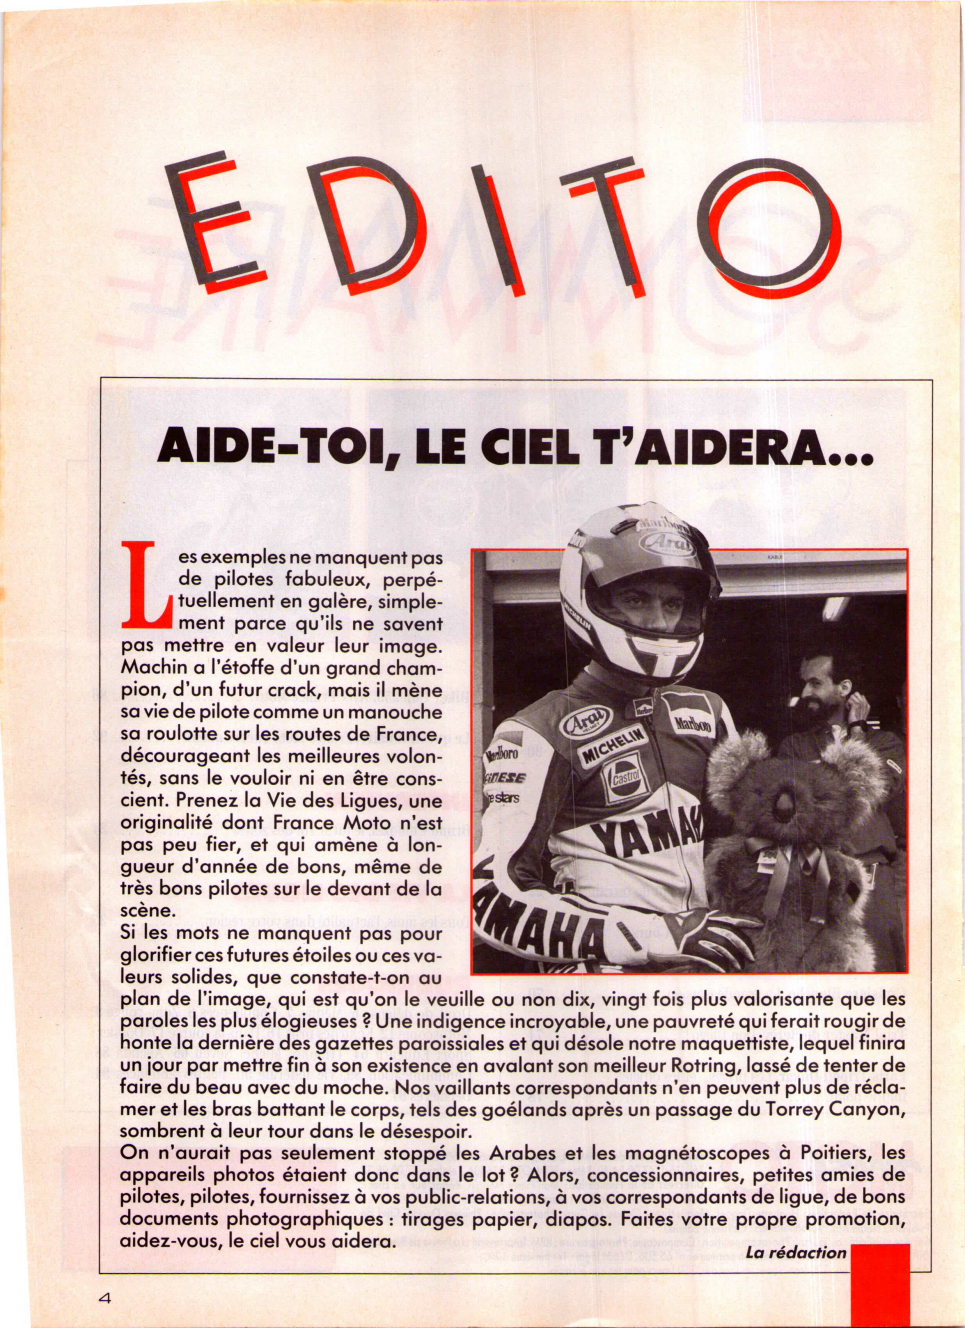 EDITO
AIDE-TOI, LE CIEL T'AIDERA...
Les exemples ne manquent pas
de pilotes fabuleux, perpé-
tuellement en galère, simple-
ment parce qu'ils ne savent
pas mettre en valeur leur image.
Machin a l'étoffe d'un grand cham-
pion, d'un futur crack, mais il mène
sa vie de pilote comme un manouche
sa roulotte sur les routes de France,
décourageant les meilleures volon-
tés, sans le vouloir ni en être cons-
cient. Prenez la Vie des Ligues, une
originalité dont France Moto n'est
pas peu fier, et qui amène à lon-
gueur d'année de bons, même de
très bons pilotes sur le devant de la
scène.
Si les mots ne manquent pas pour
glorifier ces futures étoiles ou ces va-
leurs solides, que constate-t-on au
plan de l'image, qui est qu'on le veuille ou non dix, vingt fois plus valorisante que les
paroles les plus élogieuses ? Une indigence incroyable, une pauvreté qui ferait rougir de
honte la dernière des gazettes paroissiales et qui désole notre maquettiste, lequel finira
un jour par mettre fin à son existence en avalant son meilleur Rotring, lassé de tenter de
faire du beau avec du moche. Nos vaillants correspondants n'en peuvent plus de récla-
mer et les bras battant le corps, tels des goélands après un passage du Torrey Canyon,
sombrent à leur tour dans le désespoir.
On n'aurait pas seulement stoppé les Arabes et les magnétoscopes à Poitiers, les
appareils photos étaient donc dans le lot ? Alors, concessionnaires, petites amies de
pilotes, pilotes, fournissez à vos public-relations, à vos correspondants de ligue, de bons
documents photographiques : tirages papier, diapos. Faites votre propre promotion,
aidez-vous, le ciel vous aidera.
La rédaction
4
Marlboro
Arai
MICHELIN
Arai
Marlboro
MICHELIN
Castrol
Marlboro
YAMAHA
YAMAHA